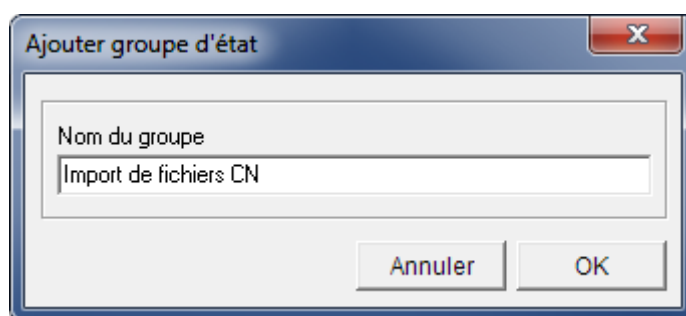 Ajouter groupe d'état
Nom du groupe
Import de fichiers CN
Annuler OK